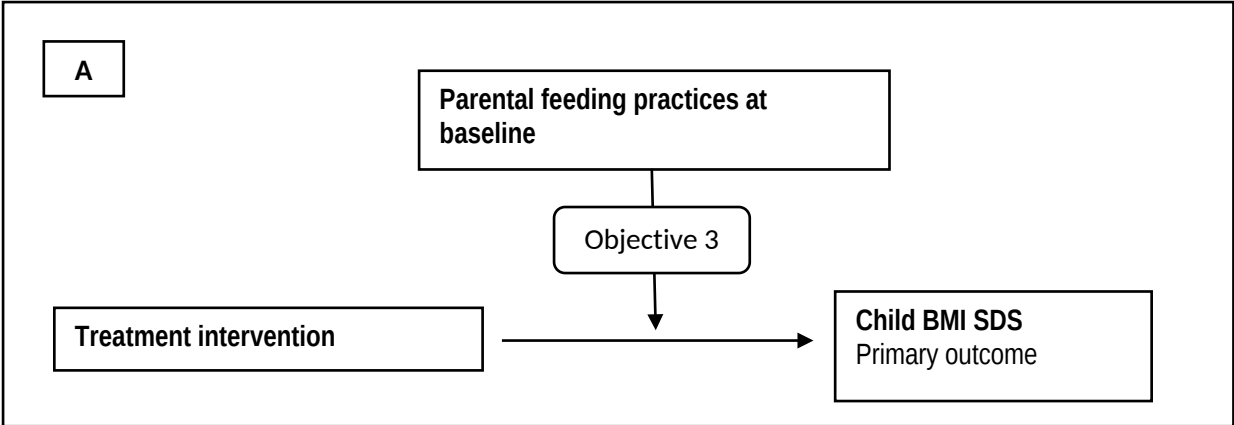 A
Parental feeding practices at
baseline
Objective 3
Treatment intervention
Child BMI SDS
Primary outcome